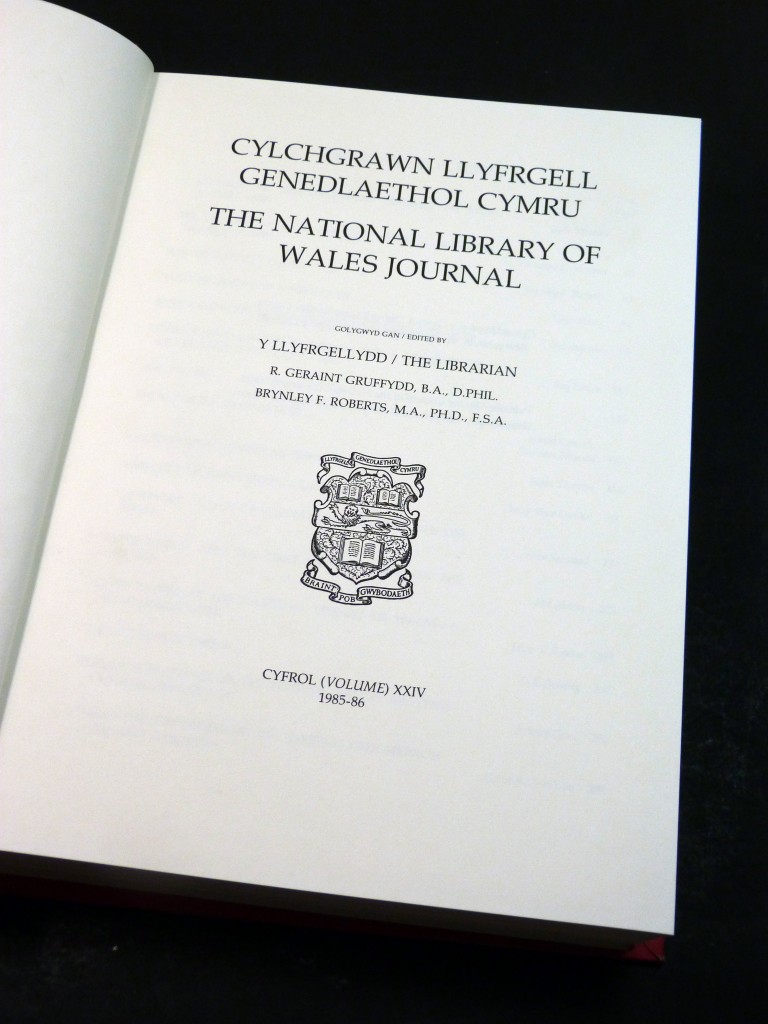 CYLCHGRAWN LLYFRGELL
GENEDLAETHOL CYMRU
THE NATIONAL LIBRARY OF
WALES JOURNAL
GOLYGWYD GAN / EDITED BY
Y LLYFRGELLYDD / THE LIBRARIAN
R. GERAINT GRUFFYDD, B.A., D.PHIL.
BRYNLEY F. ROBERTS, M.A., PH.D., F.S.A.
LLYFRGELL GENEDLAETHOL CYMRU
BRAINT POB GWYBODAETH
CYFROL (VOLUME) XXIV
1985-86